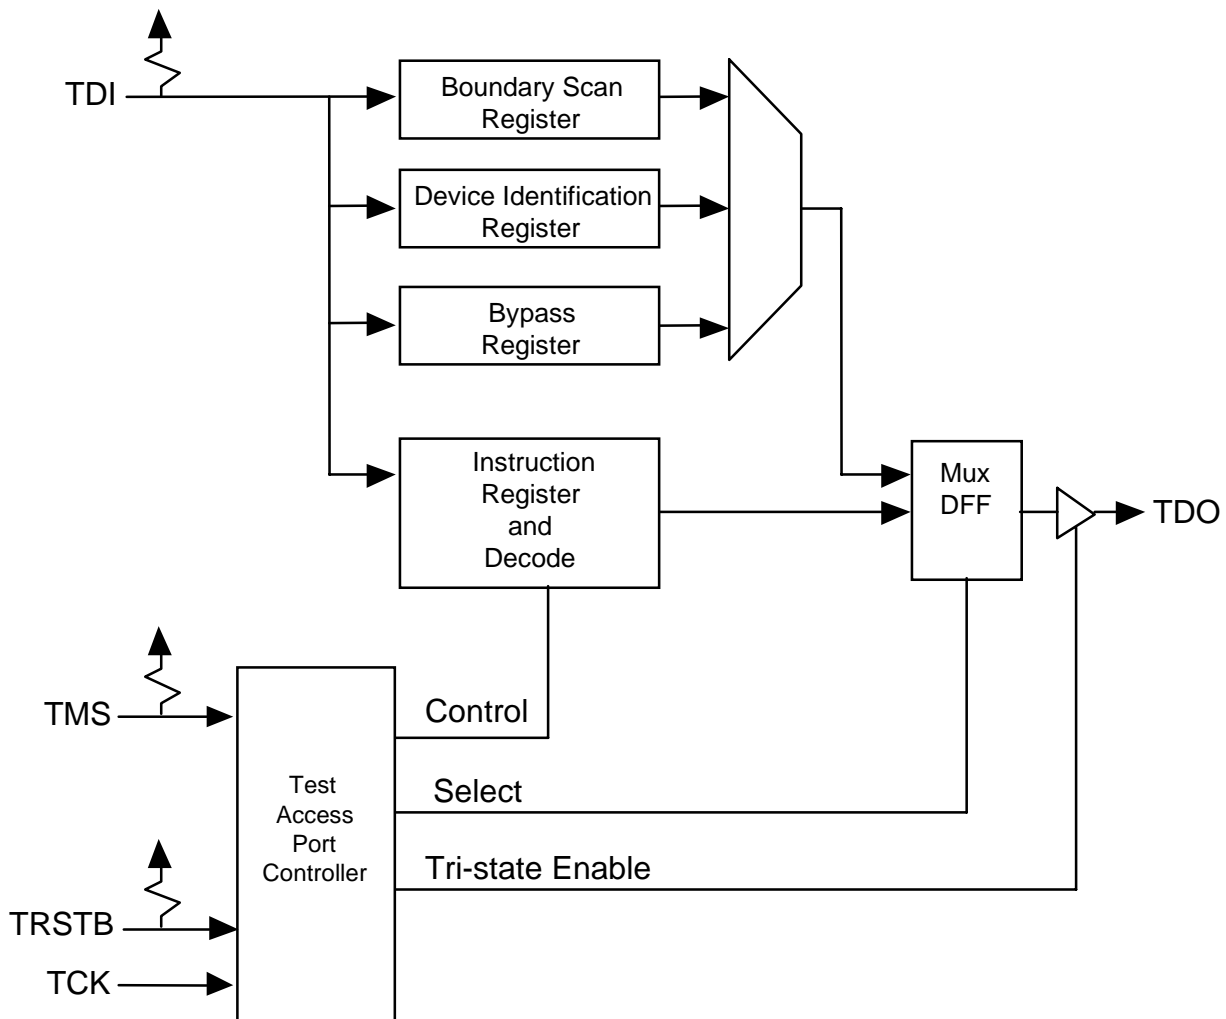 TDI
Boundary Scan
Register
Device Identification
Register
Bypass
Register
Instruction
Register
and
Decode
Mux
DFF
TDO
TMS
Control
Select
Test
Access
Port
Controller
Tri-state Enable
TRSTB
TCK